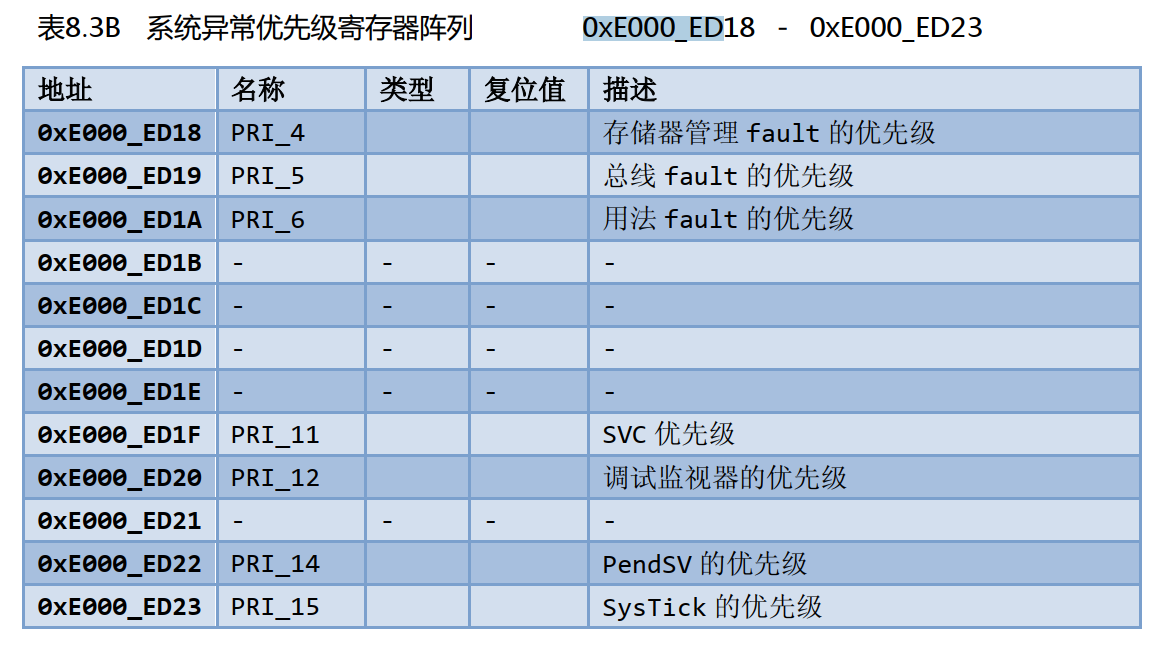 表8.3B 系统异常优先级寄存器阵列 0xE000_ED18 - 0xE000_ED23
地址 名称 类型 复位值 描述
0xE000_ED18 PRI_4 存储器管理 fault 的优先级
0xE000_ED19 PRI_5 总线 fault 的优先级
0xE000_ED1A PRI_6 用法 fault 的优先级
0xE000_ED1B - - - -
0xE000_ED1C - - - -
0xE000_ED1D - - - -
0xE000_ED1E - - - -
0xE000_ED1F PRI_11 SVC 优先级
0xE000_ED20 PRI_12 调试监视器的优先级
0xE000_ED21 - - - -
0xE000_ED22 PRI_14 PendSV 的优先级
0xE000_ED23 PRI_15 SysTick 的优先级